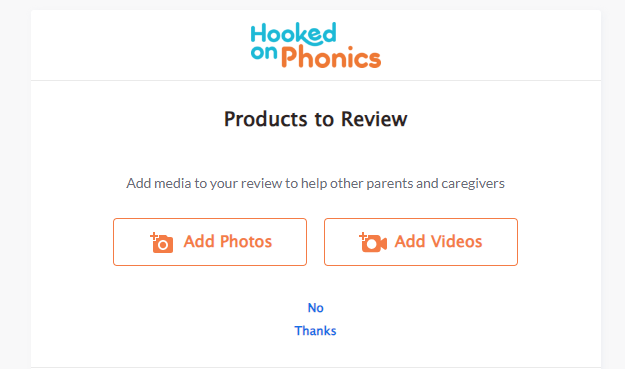 Hooked
on Phonics
Products to Review
Add media to your review to help other parents and caregivers
Add Photos
Add Videos
No
Thanks